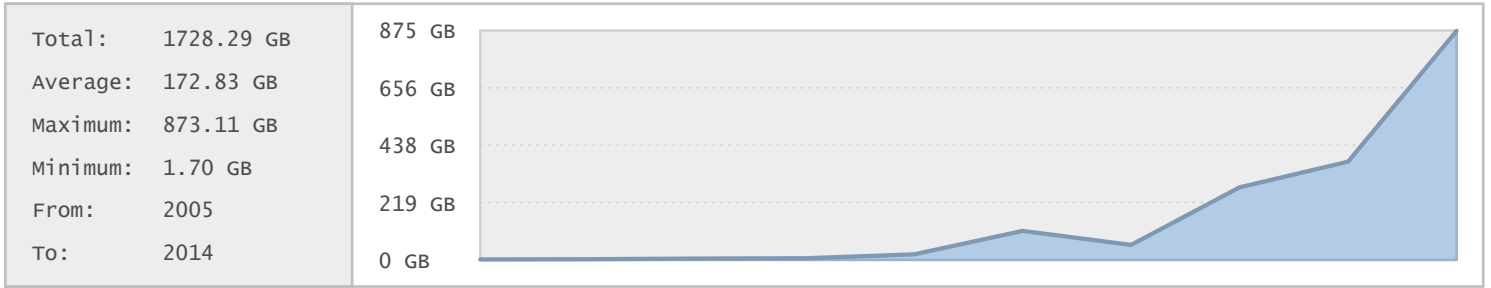 Total: 1728.29 GB
Average: 172.83 GB
Maximum: 873.11 GB
Minimum: 1.70 GB
From: 2005
To: 2014
875 GB
656 GB
438 GB
219 GB
0 GB